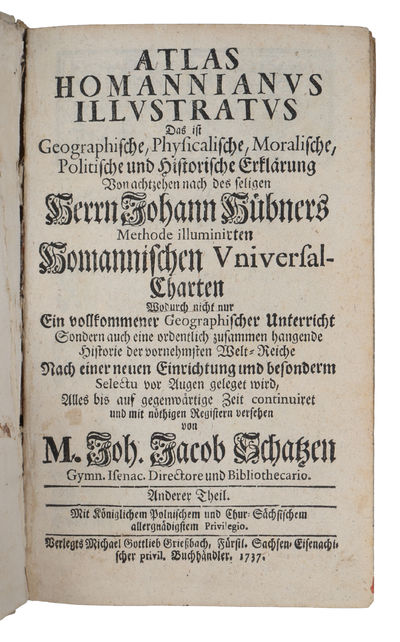 ATLAS
HOMANNIANVS
ILLVSTRATVS
Das ist
Geographische, Physicalische, Moralische,
Politische und Historische Erklärung
Von achtzehen nach des seligen
Herrn Johann Hübners
Methode illuminirten
Homannischen Vniversal-
Charten
Wodurch nicht nur
Ein vollkommener Geographischer Unterricht
Sondern auch eine ordentlich zusammen hangende
Historie der vornehmsten Welt-Reiche
Nach einer neuen Einrichtung und besonderm
Selectu vor Augen geleget wird,
Alles bis auf gegenwärtige Zeit continuiret
und mit nöthigen Registern versehen
von
M. Joh. Jacob Schatzen
Gymn. Isenac. Directore und Bibliothecario.
Anderer Theil.
Mit Königlichem Polnischem und Chur-Sächsischem
allergnädigstem Privilegio.
Verlegts Michael Gottlieb Grießbach, Fürstl. Sachsen-Eisenachi-
scher privil. Buchhändler. 1737.